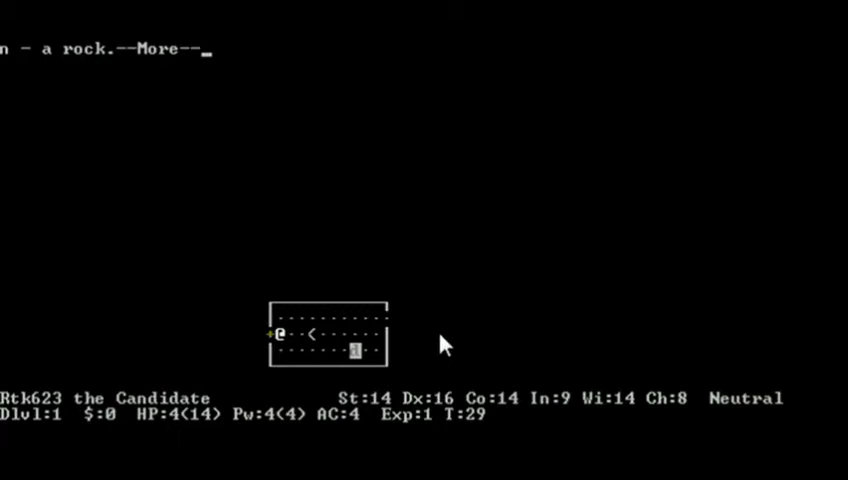 n - a rock.--More--
Rtk623 the Candidate St:14 Dx:16 Co:14 In:9 Wi:14 Ch:8 Neutral
Dlvl:1 $:0 HP:4(14) Pw:4(4) AC:4 Exp:1 T:29